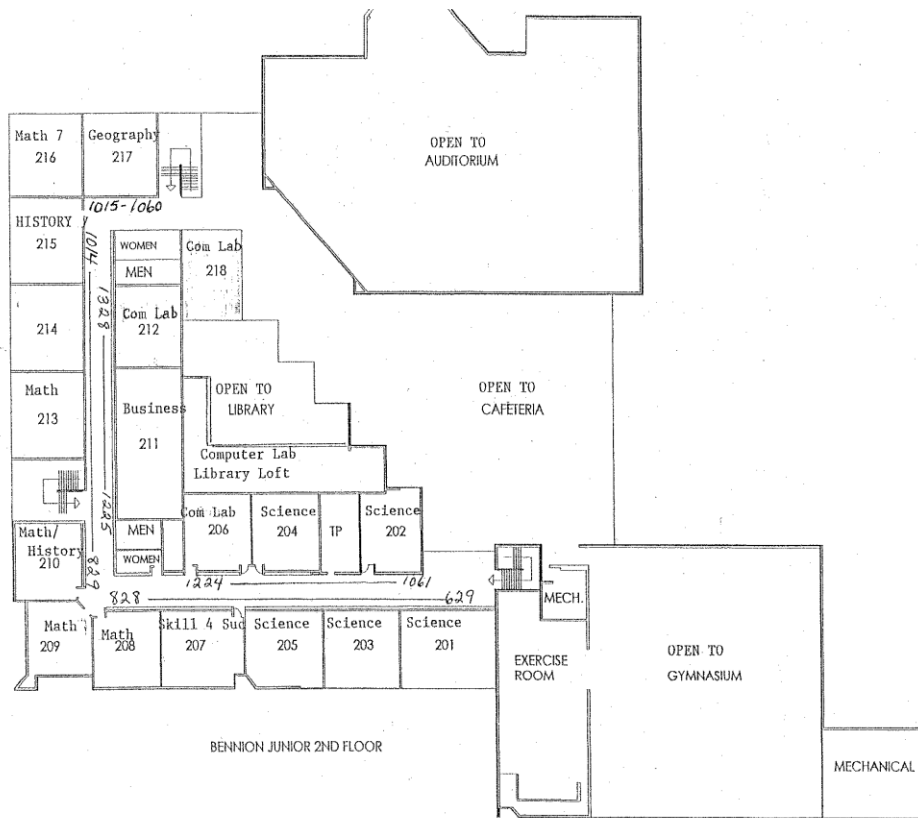 OPEN TO
AUDITORIUM
Math 7
216
Geography
217
1015-1060
HISTORY
215
1014
WOMEN
MEN
Com Lab
218
1328
214
Com Lab
212
Math
213
Business
211
OPEN TO
LIBRARY
OPEN TO
CAFETERIA
Computer Lab
Library Loft
1225
Com Lab
206
Science
204
TP
Science
202
MEN
WOMEN
Math/
History
210
829
1224
1061
828
629
MECH.
Math
209
Math
208
Skill 4 Suc
207
Science
205
Science
203
Science
201
EXERCISE
ROOM
OPEN TO
GYMNASIUM
BENNION JUNIOR 2ND FLOOR
MECHANICAL